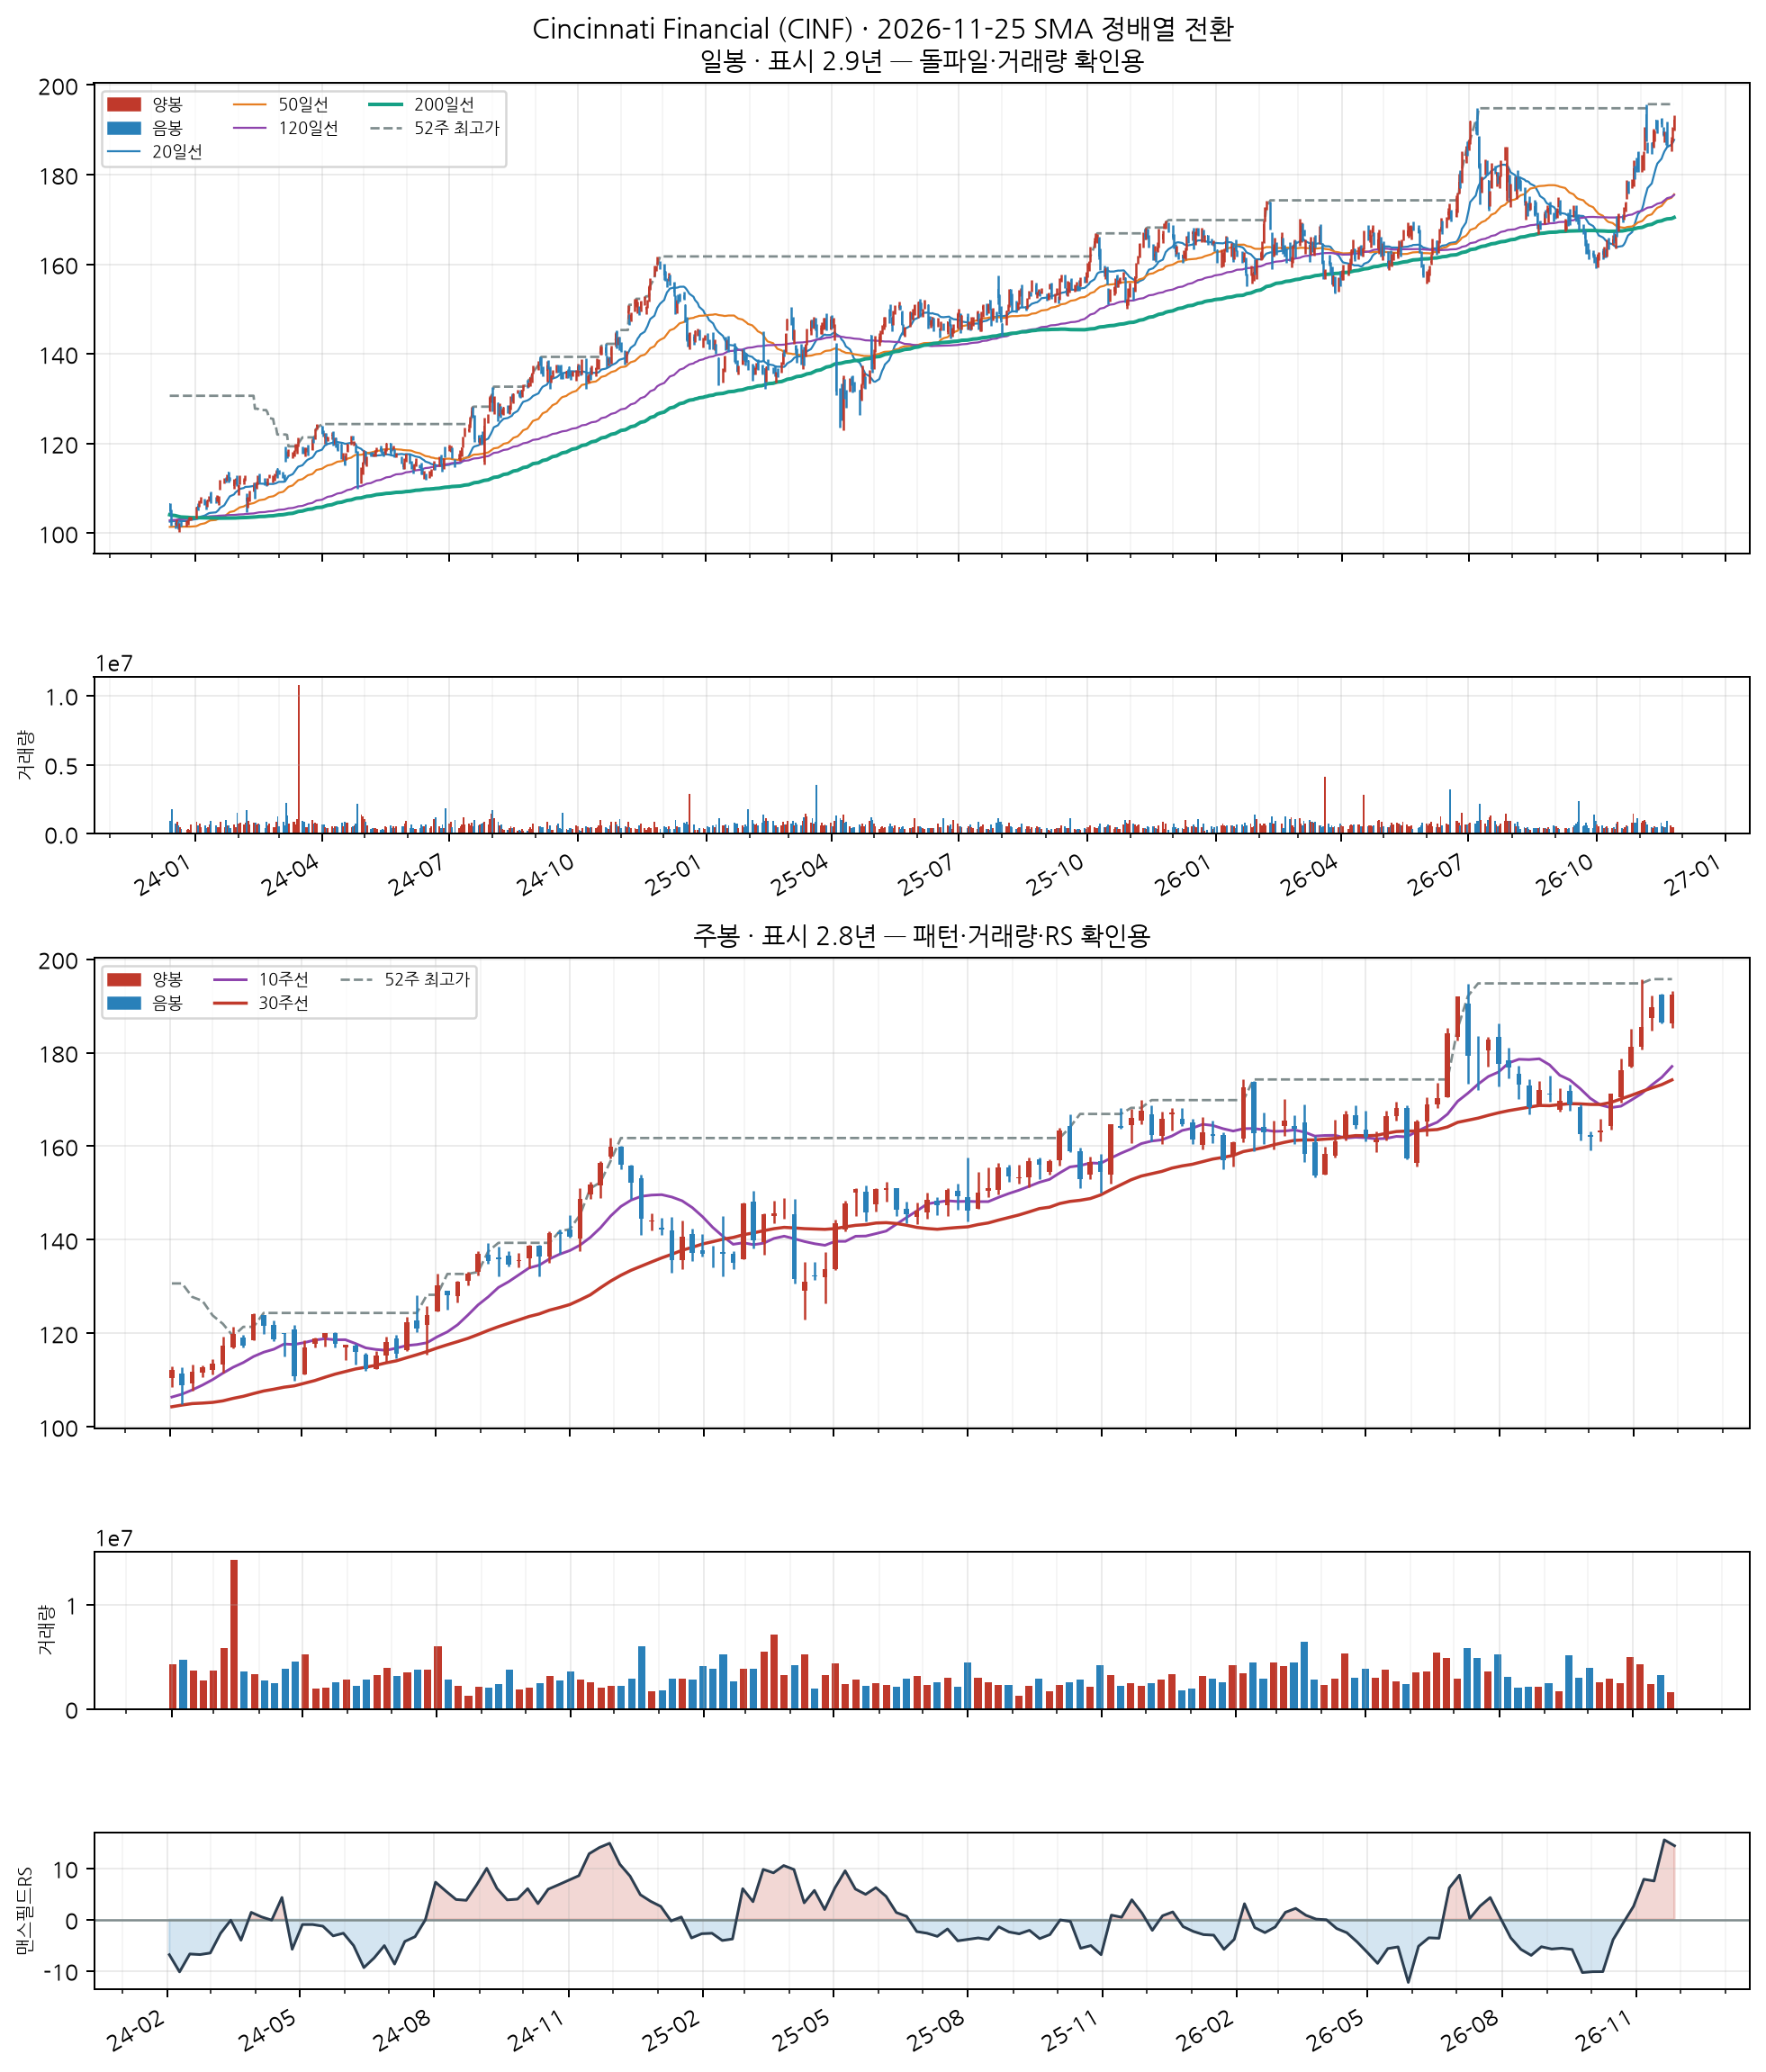 Cincinnati Financial (CINF) · 2026-11-25 SMA 정배열 전환
일봉 · 표시 2.9년 — 돌파일·거래량 확인용
양봉 50일선 200일선
음봉 120일선 52주 최고가
20일선
200
180
160
140
120
100
1e7
1.0
0.5
0.0
거래량
24-01 24-04 24-07 24-10 25-01 25-04 25-07 25-10 26-01 26-04 26-07 26-10 27-01
주봉 · 표시 2.8년 — 패턴·거래량·RS 확인용
양봉 10주선 52주 최고가
음봉 30주선
200
180
160
140
120
100
1e7
1
0
거래량
10
0
-10
맨스필드RS
24-02 24-05 24-08 24-11 25-02 25-05 25-08 25-11 26-02 26-05 26-08 26-11